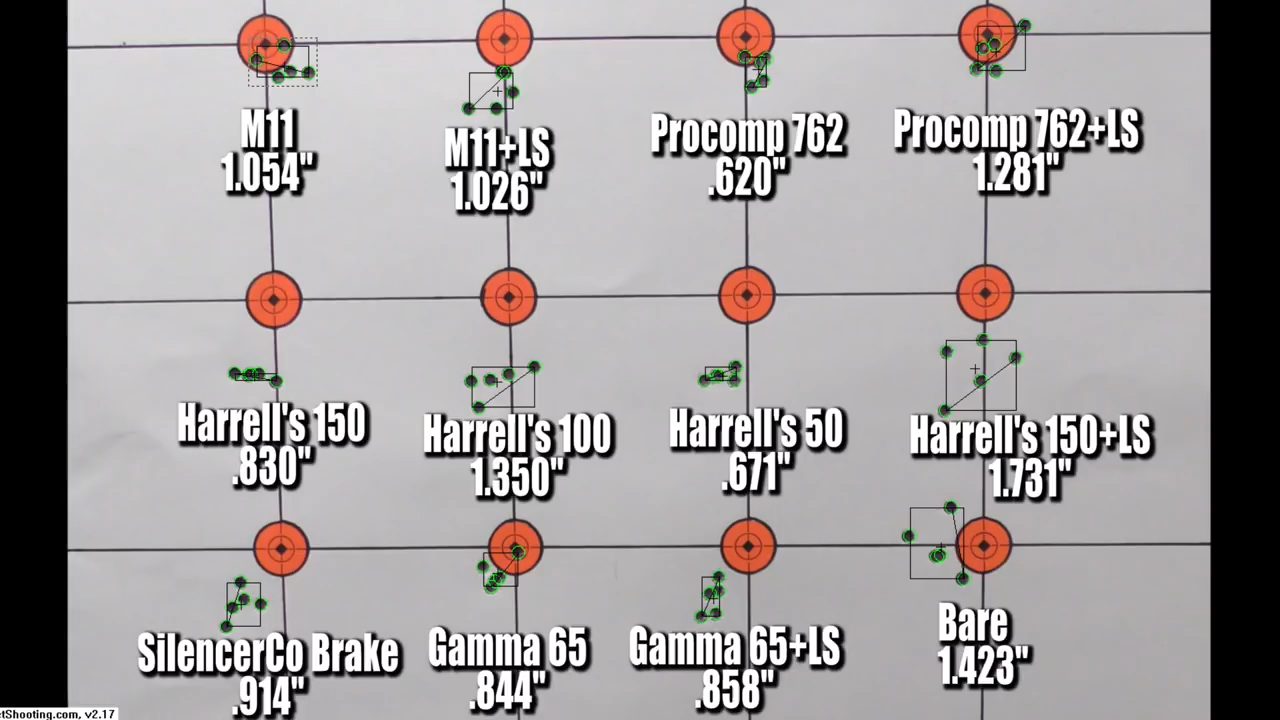 M11
1.054"
M11+LS
1.026"
Procomp 762
.620"
Procomp 762+LS
1.281"
Harrell's 150
.830"
Harrell's 100
1.350"
Harrell's 50
.671"
Harrell's 150+LS
1.731"
SilencerCo Brake
.914"
Gamma 65
.844"
Gamma 65+LS
.858"
Bare
1.423"
etShooting.com, v2.17